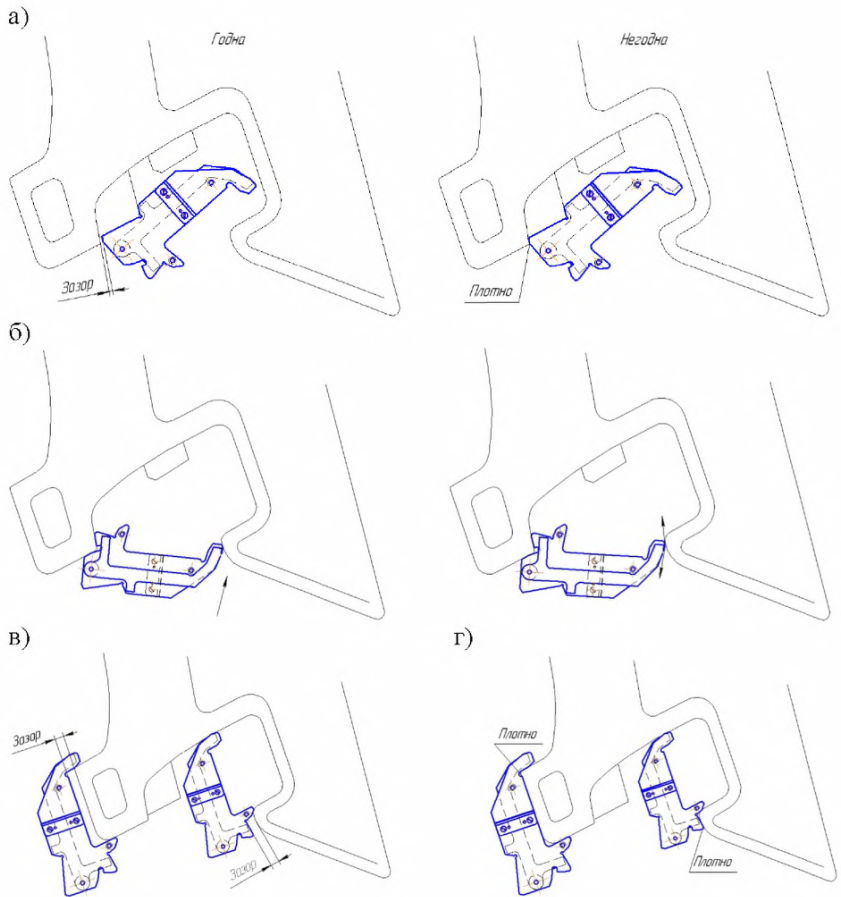 а)
Годна
Негодна
Зазор
Плотно
б)
в)
г)
Зазор
Зазор
Плотно
Плотно